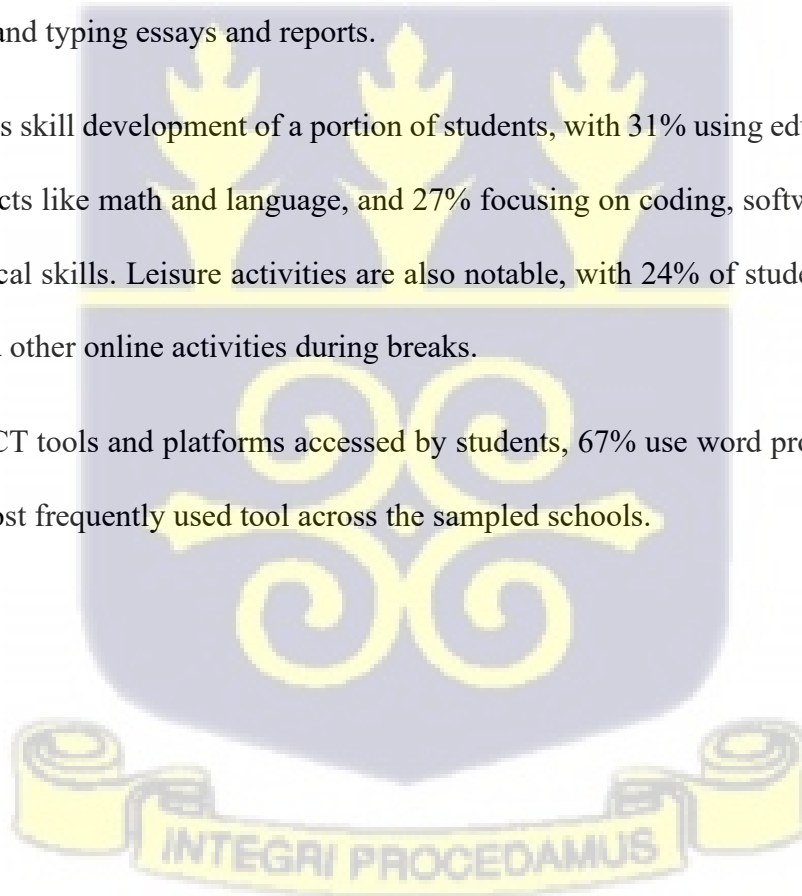 and typing essays and reports.
s skill development of a portion of students, with 31% using edu
cts like math and language, and 27% focusing on coding, softw
cal skills. Leisure activities are also notable, with 24% of stude
other online activities during breaks.
CT tools and platforms accessed by students, 67% use word pro
ost frequently used tool across the sampled schools.
INTEGRI PROCEDAMUS